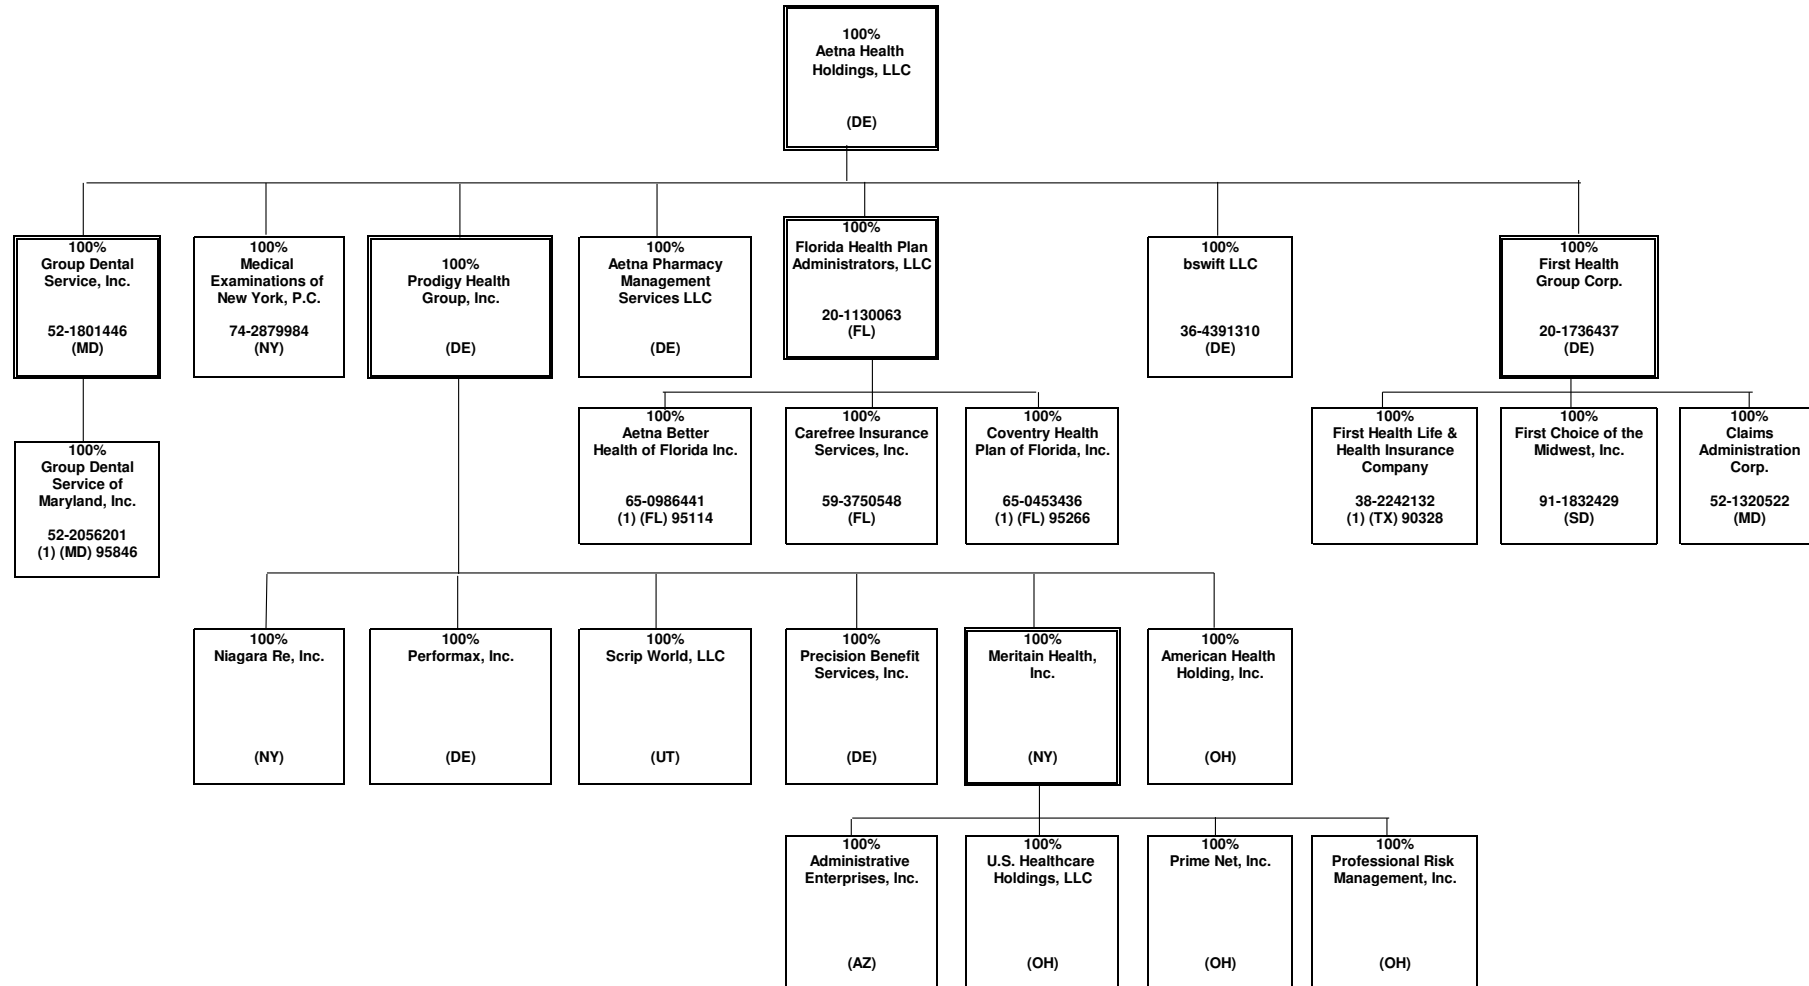 100%
Aetna Health
Holdings, LLC
(DE)
100%
Group Dental
Service, Inc.
52-1801446
(MD)
100%
Medical
Examinations of
New York, P.C.
74-2879984
(NY)
100%
Prodigy Health
Group, Inc.
(DE)
100%
Aetna Pharmacy
Management
Services LLC
(DE)
100%
Florida Health Plan
Administrators, LLC
20-1130063
(FL)
100%
bswift LLC
36-4391310
(DE)
100%
First Health
Group Corp.
20-1736437
(DE)
100%
Group Dental
Service of
Maryland, Inc.
52-2056201
(1) (MD) 95846
100%
Aetna Better
Health of Florida Inc.
65-0986441
(1) (FL) 95114
100%
Carefree Insurance
Services, Inc.
59-3750548
(FL)
100%
Coventry Health
Plan of Florida, Inc.
65-0453436
(1) (FL) 95266
100%
First Health Life &
Health Insurance
Company
38-2242132
(1) (TX) 90328
100%
First Choice of the
Midwest, Inc.
91-1832429
(SD)
100%
Claims
Administration
Corp.
52-1320522
(MD)
100%
Niagara Re, Inc.
(NY)
100%
Performax, Inc.
(DE)
100%
Scrip World, LLC
(UT)
100%
Precision Benefit
Services, Inc.
(DE)
100%
Meritain Health,
Inc.
(NY)
100%
American Health
Holding, Inc.
(OH)
100%
Administrative
Enterprises, Inc.
(AZ)
100%
U.S. Healthcare
Holdings, LLC
(OH)
100%
Prime Net, Inc.
(OH)
100%
Professional Risk
Management, Inc.
(OH)